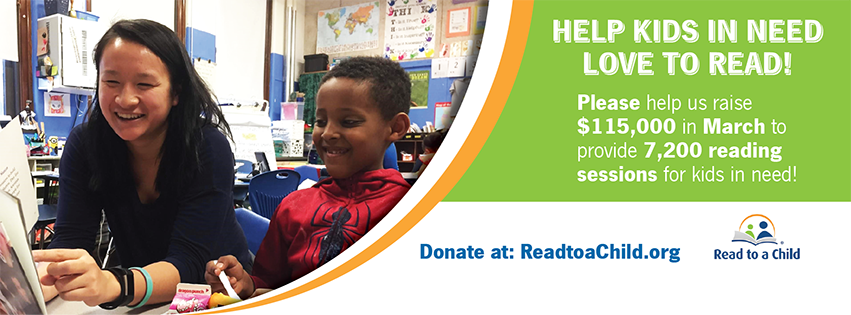 HELP KIDS IN NEED
LOVE TO READ!
Please help us raise
$115,000 in March to
provide 7,200 reading
sessions for kids in need!
Donate at: ReadtoaChild.org
Read to a Child